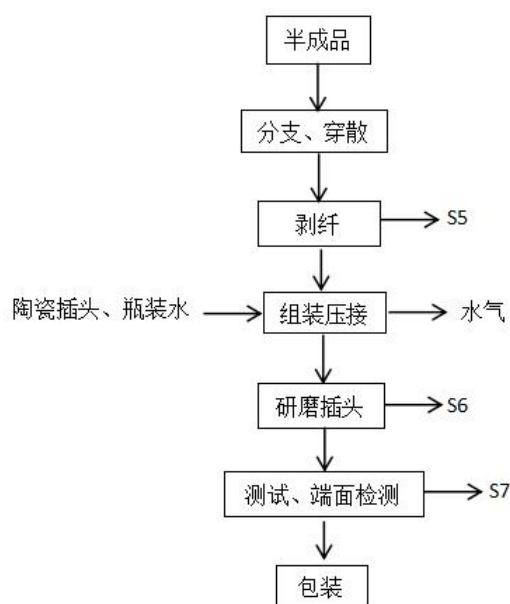 半成品
分支、穿散
剥纤
S5
陶瓷插头、瓶装水
组装压接
水气
研磨插头
S6
测试、端面检测
S7
包装